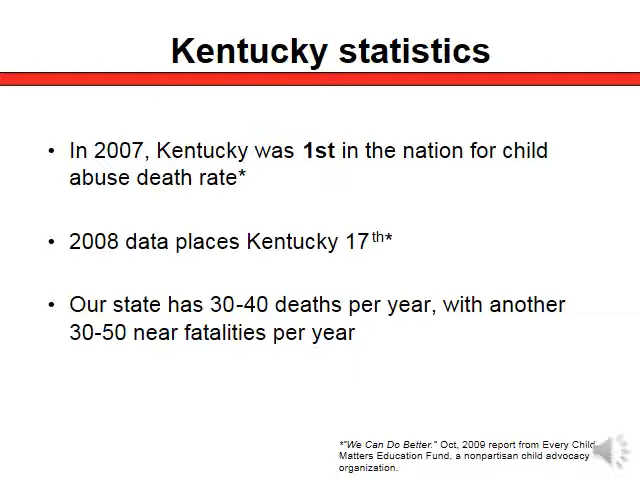 Kentucky statistics
• In 2007, Kentucky was 1st in the nation for child
abuse death rate*
• 2008 data places Kentucky 17th*
• Our state has 30-40 deaths per year, with another
30-50 near fatalities per year
*"We Can Do Better." Oct, 2009 report from Every Child
Matters Education Fund, a nonpartisan child advocacy
organization.